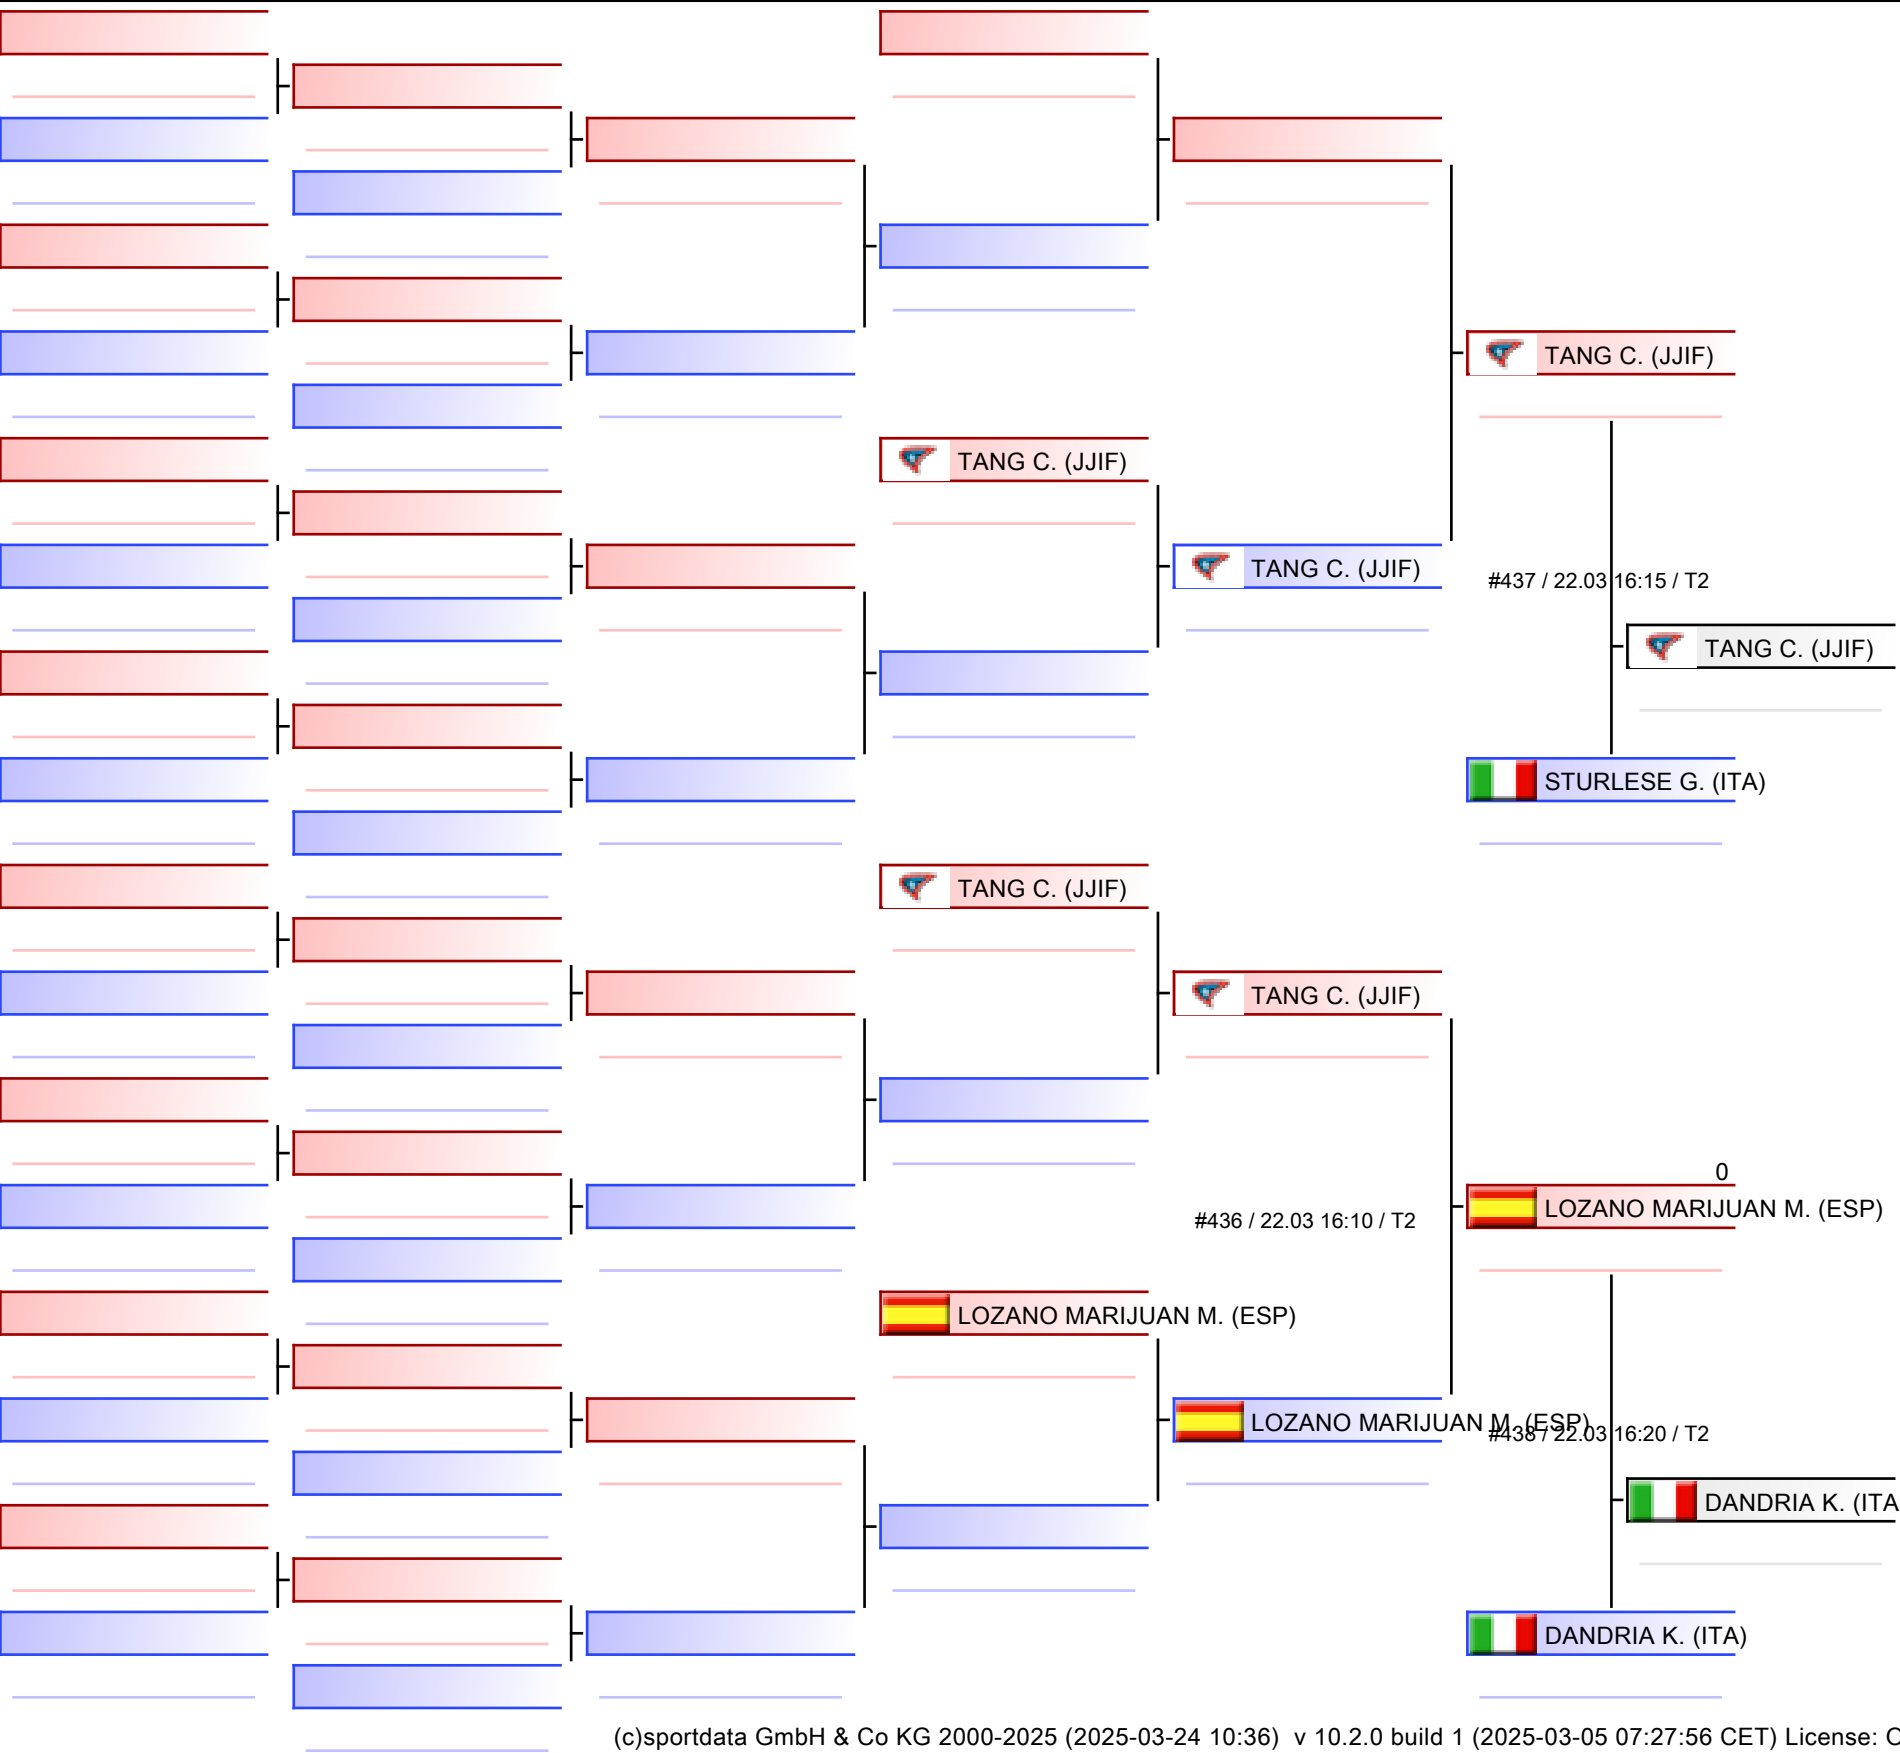 TANG C. (JJIF)
TANG C. (JJIF)
TANG C. (JJIF)
#437 / 22.03 16:15 / T2
TANG C. (JJIF)
STURLESE G. (ITA)
TANG C. (JJIF)
TANG C. (JJIF)
0
LOZANO MARIJUAN M. (ESP)
#436 / 22.03 16:10 / T2
LOZANO MARIJUAN M. (ESP)
LOZANO MARIJUAN M. (ESP)
#438 / 22.03 16:20 / T2
DANDRIA K. (ITA
DANDRIA K. (ITA)
(c)sportdata GmbH & Co KG 2000-2025 (2025-03-24 10:36) v 10.2.0 build 1 (2025-03-05 07:27:56 CET) License: